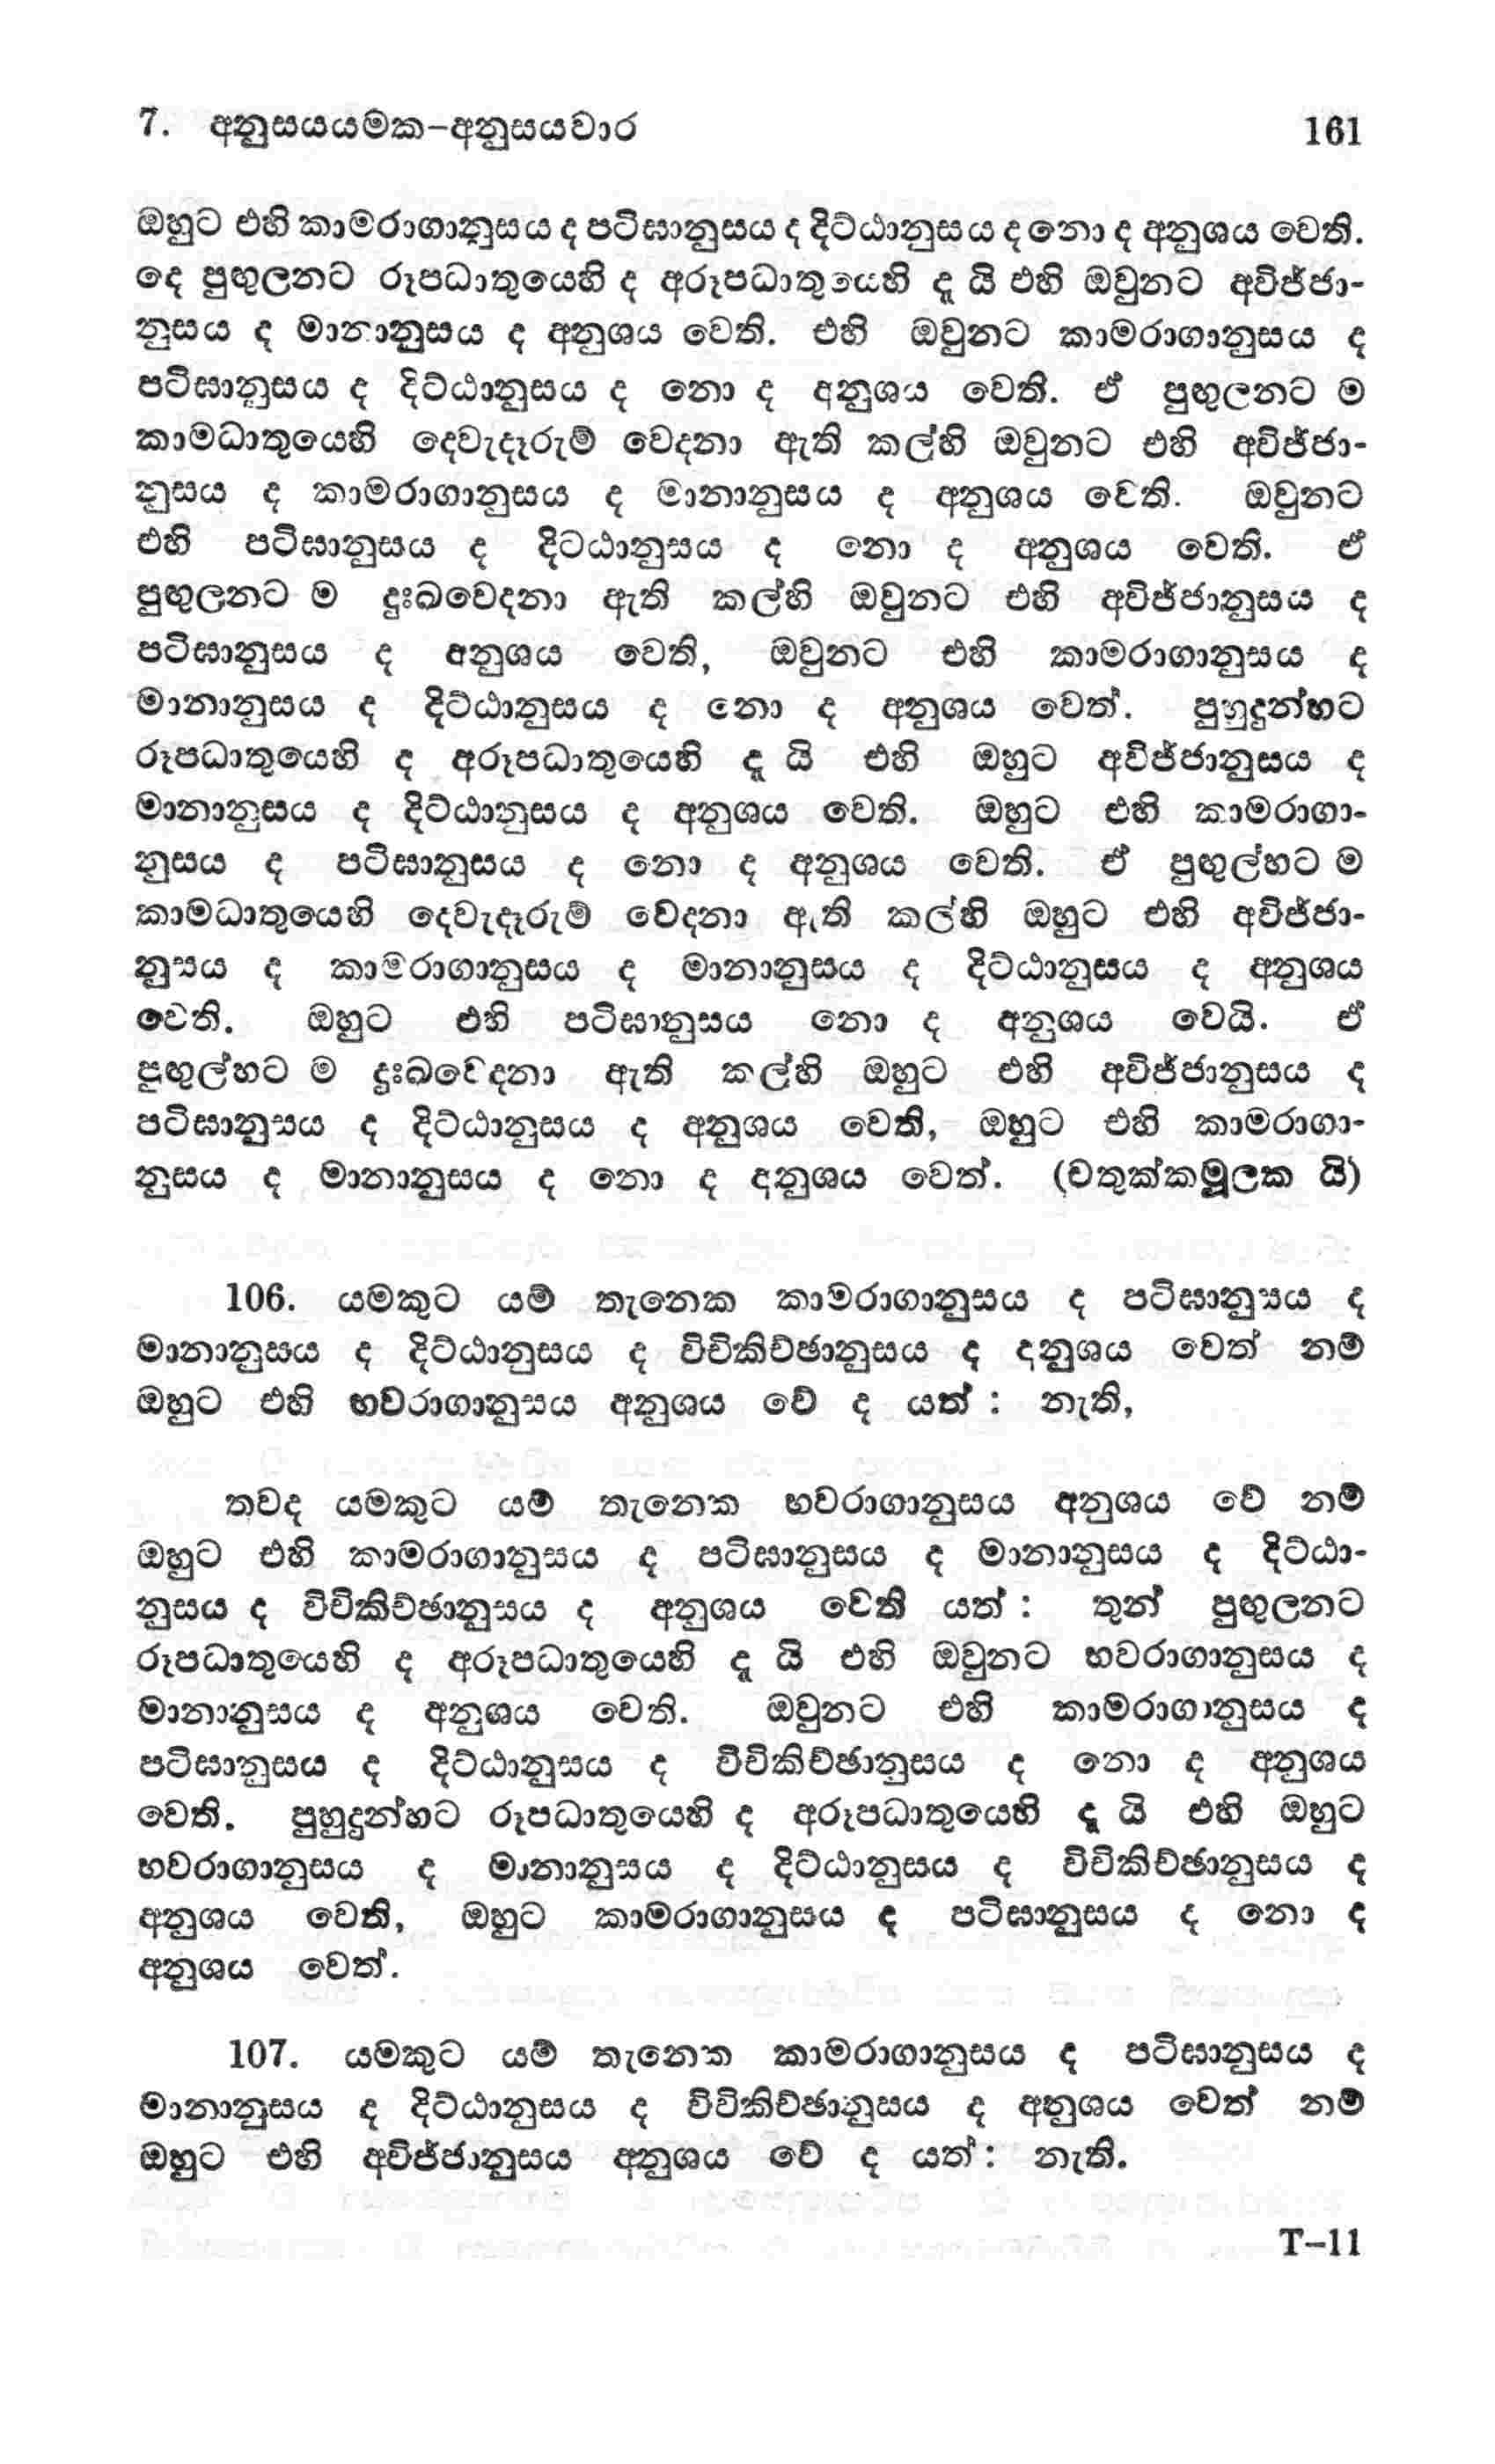 7. අනුසයයමක–අනුසයවාර 161
ඔහුට එහි කාමරාගානුසය ද පටිඝානුසය ද දිට්ඨානුසය ද නො ද අනුශය වෙති.
දෙ පුඟුලනට රූපධාතුයෙහි ද අරූපධාතුයෙහි ද යි එහි ඔවුනට අවිජ්ජා-
නුසය ද මානානුසය ද අනුශය වෙති. එහි ඔවුනට කාමරාගානුසය ද
පටිඝානුසය ද දිට්ඨානුසය ද නො ද අනුශය වෙති. ඒ පුඟුලනට ම
කාමධාතුයෙහි දෙවැදෑරුම් වෙදනා ඇති කල්හි ඔවුනට එහි අවිජ්ජා-
නුසය ද කාමරාගානුසය ද මානානුසය ද අනුශය වෙති. ඔවුනට
එහි පටිඝානුසය ද දිටඨානුසය ද නො ද අනුශය වෙති. ඒ
පුඟුලනට ම දුඃඛවෙදනා ඇති කල්හි ඔවුනට එහි අවිජ්ජානුසය ද
පටිඝානුසය ද අනුශය වෙති, ඔවුනට එහි කාමරාගානුසය ද
මානානුසය ද දිට්ඨානුසය ද නො ද අනුශය වෙත්. පුහුදුන්හට
රූපධාතුයෙහි ද අරූපධාතුයෙහි ද යි එහි ඔහුට අවිජ්ජානුසය ද
මානානුසය ද දිට්ඨානුසය ද අනුශය වෙති. ඔහුට එහි කාමරාගා-
නුසය ද පටිඝානුසය ද නො ද අනුශය වෙති. ඒ පුඟුල්හට ම
කාමධාතුයෙහි දෙවැදෑරුම් වෙදනා ඇති කල්හි ඔහුට එහි අවිජ්ජා-
නුසය ද කාමරාගානුසය ද මානානුසය ද දිට්ඨානුසය ද අනුශය
වෙති. ඔහුට එහි පටිඝානුසය නො ද අනුශය වෙයි. ඒ
පුඟුල්හට ම දුඃඛවෙදනා ඇති කල්හි ඔහුට එහි අවිජ්ජානුසය ද
පටිඝානුසය ද දිට්ඨානුසය ද අනුශය වෙති, ඔහුට එහි කාමරාගා-
නුසය ද මානානුසය ද නො ද අනුශය වෙත්. (චතුක්කමූලක යි)
106. යමකුට යම් තැනෙක කාමරාගානුසය ද පටිඝානුසය ද
මානානුසය ද දිට්ඨානුසය ද විචිකිච්ඡානුසය ද අනුශය වෙත් නම්
ඔහුට එහි භවරාගානුසය අනුශය වේ ද යත් : නැති,
තවද යමකුට යම් තැනෙක භවරාගානුසය අනුශය වේ නම්
ඔහුට එහි කාමරාගානුසය ද පටිඝානුසය ද මානානුසය ද දිට්ඨා-
නුසය ද විචිකිච්ඡානුසය ද අනුශය වෙති යත් : තුන් පුඟුලනට
රූපධාතුයෙහි ද අරූපධාතුයෙහි ද යි එහි ඔවුනට භවරාගානුසය ද
මානානුසය ද අනුශය වෙති. ඔවුනට එහි කාමරාගානුසය ද
පටිඝානුසය ද දිට්ඨානුසය ද විචිකිච්ඡානුසය ද නො ද අනුශය
වෙති. පුහුදුන්හට රූපධාතුයෙහි ද අරූපධාතුයෙහි ද යි එහි ඔහුට
භවරාගානුසය ද මානානුසය ද දිට්ඨානුසය ද විචිකිච්ඡානුසය ද
අනුශය වෙති, ඔහුට කාමරාගානුසය ද පටිඝානුසය ද නො ද
අනුශය වෙත්.
107. යමකුට යම් තැනෙක කාමරාගානුසය ද පටිඝානුසය ද
මානානුසය ද දිට්ඨානුසය ද විචිකිච්ඡානුසය ද අනුශය වෙත් නම්
ඔහුට එහි අවිජ්ජානුසය අනුශය වේ ද යත් : නැති.
T–11